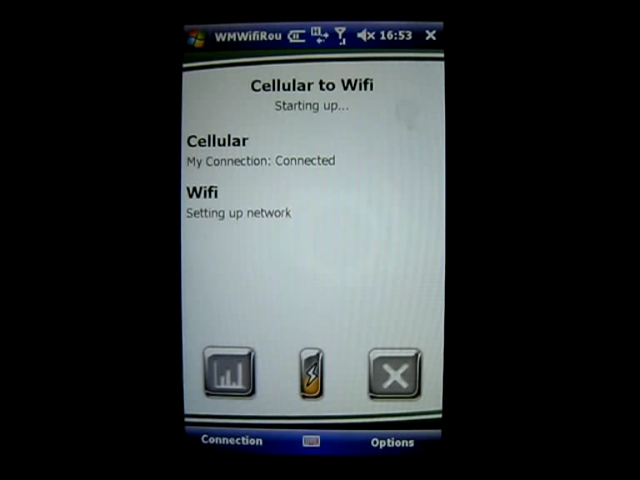 WMWifiRou H 16:53
Cellular to Wifi
Starting up...
Cellular
My Connection: Connected
Wifi
Setting up network
Connection Options